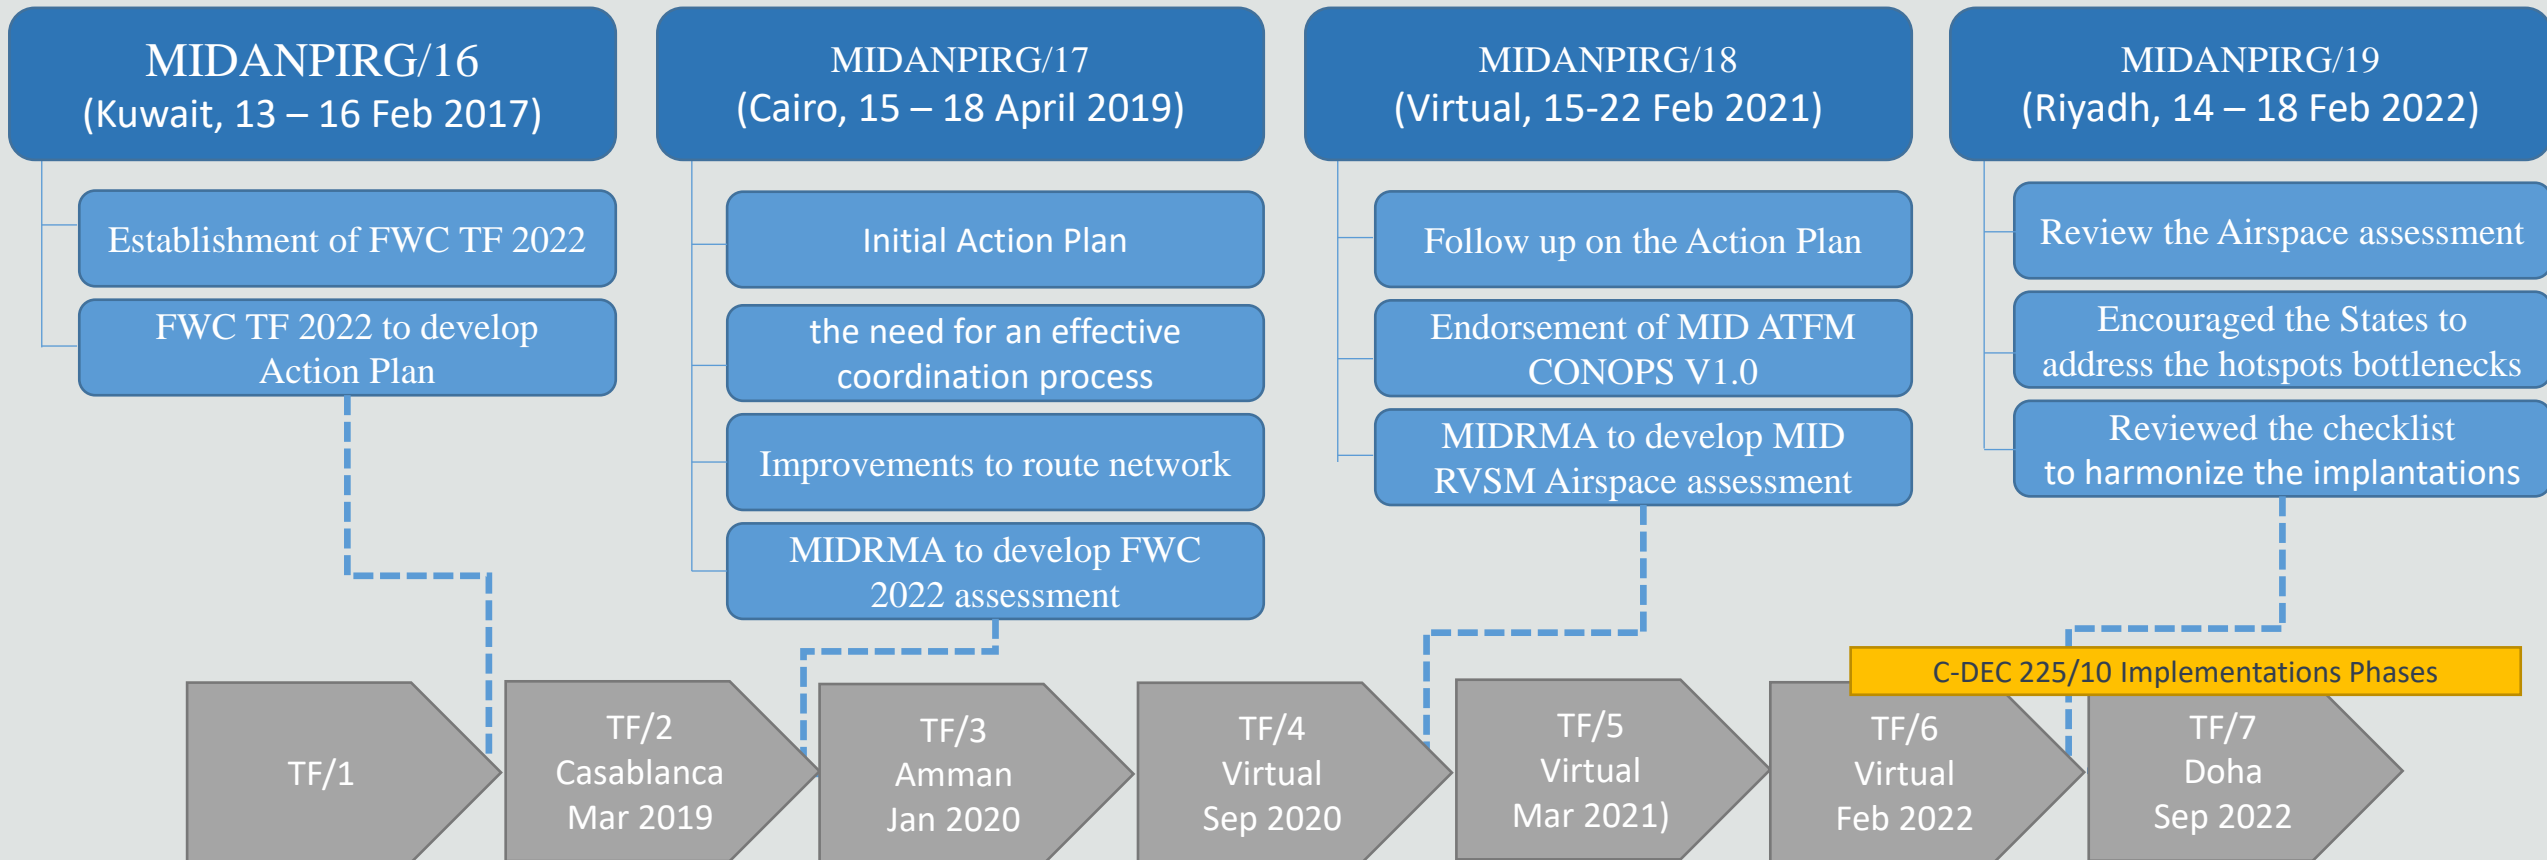 MIDANPIRG/16
(Kuwait, 13 – 16 Feb 2017)
Establishment of FWC TF 2022
FWC TF 2022 to develop
Action Plan
MIDANPIRG/17
(Cairo, 15 – 18 April 2019)
Initial Action Plan
the need for an effective
coordination process
Improvements to route network
MIDRMA to develop FWC
2022 assessment
MIDANPIRG/18
(Virtual, 15-22 Feb 2021)
Follow up on the Action Plan
Endorsement of MID ATFM
CONOPS V1.0
MIDRMA to develop MID
RVSM Airspace assessment
MIDANPIRG/19
(Riyadh, 14 – 18 Feb 2022)
Review the Airspace assessment
Encouraged the States to
address the hotspots bottlenecks
Reviewed the checklist
to harmonize the implantations
C-DEC 225/10 Implementations Phases
TF/1
TF/2
Casablanca
Mar 2019
TF/3
Amman
Jan 2020
TF/4
Virtual
Sep 2020
TF/5
Virtual
Mar 2021)
TF/6
Virtual
Feb 2022
TF/7
Doha
Sep 2022